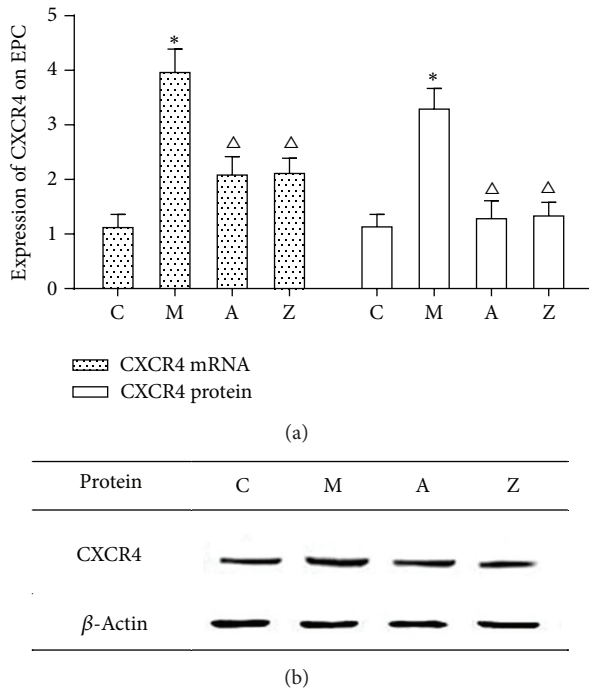 Expression of CXCR4 on EPC
5
4
3
2
1
0
* △ △ * △ △
C M A Z C M A Z
CXCR4 mRNA
CXCR4 protein
(a)
Protein C M A Z
CXCR4
β-Actin
(b)